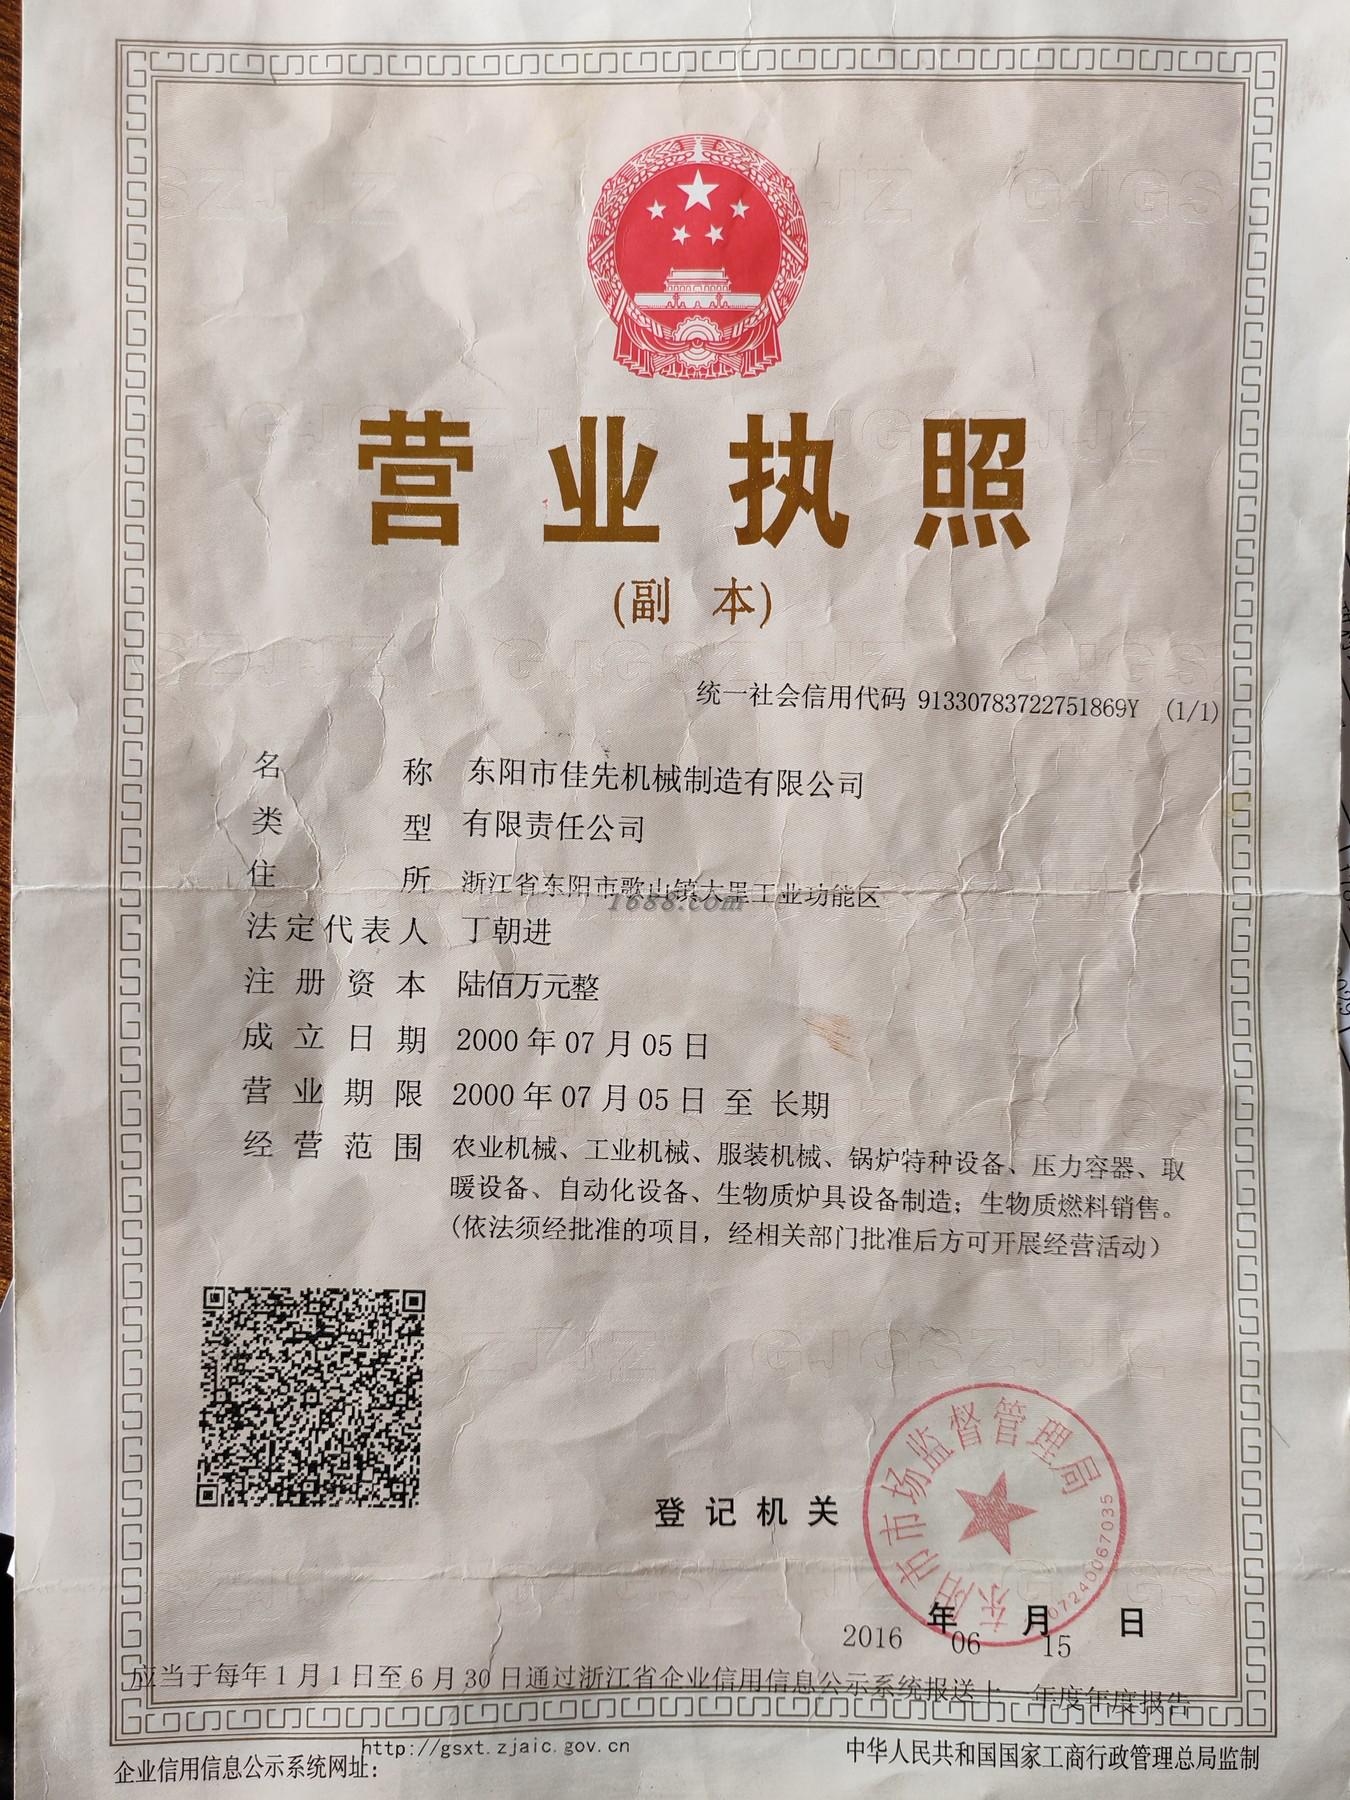 营业执照
(副 本)
统一社会信用代码 91330783722751869Y (1/1)
名 称 东阳市佳先机械制造有限公司
类 型 有限责任公司
住 所 浙江省东阳市歌山镇大里工业功能区
1688.com
法定代表人 丁朝进
注册资本 陆佰万元整
成立日期 2000年07月05日
营业期限 2000年07月05日 至 长期
经营范围 农业机械、工业机械、服装机械、锅炉特种设备、压力容器、取
暖设备、自动化设备、生物质炉具设备制造；生物质燃料销售。
(依法须经批准的项目，经相关部门批准后方可开展经营活动)
登记机关
东阳市市场监督管理局
0724006703​5
2016 年 06 月 15 日
应当于每年1月1日至6月30日通过浙江省企业信用信息公示系统报送上一年度年度报告
http://gsxt.zjaic.gov.cn
企业信用信息公示系统网址:
中华人民共和国国家工商行政管理总局监制